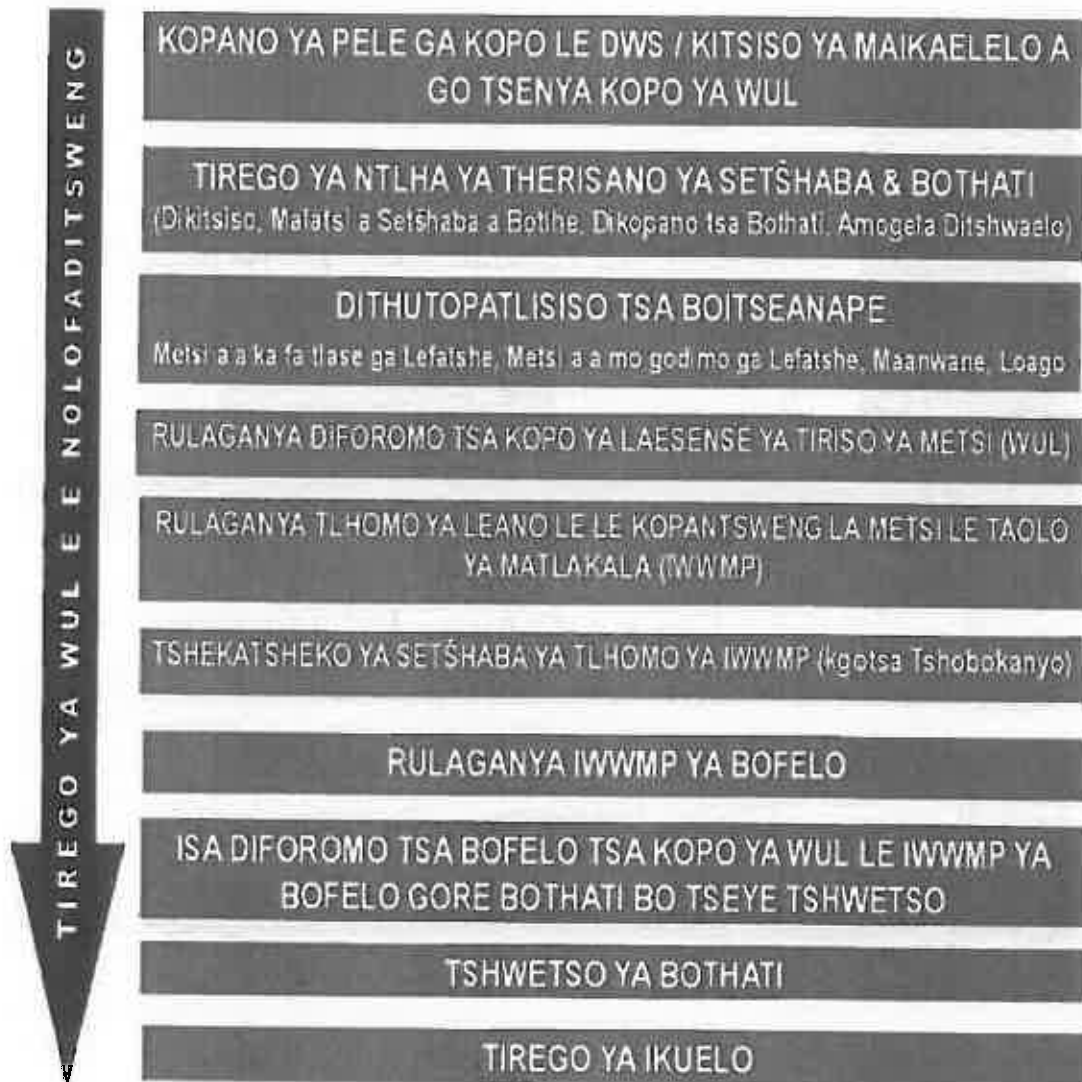 TIREGO YA WUL E E NOLOFADITSWENG
KOPANO YA PELE GA KOPO LE DWS / KITSISO YA MAIKAELELO A
GO TSENYA KOPO YA WUL
TIREGO YA NTLHA YA THERISANO YA SETŠHABA & BOTHATI
(Dikitsiso, Malatsi a Setšhaba a Botlhe, Dikopano tsa Bothati, Amogela Ditshwaelo)
DITHUTOPATLISISO TSA BOITSEANAPE
Metsi a a ka fa tlase ga Lefatshe, Metsi a a mo godimo ga Lefatshe, Maanwane, Loago
RULAGANYA DIFOROMO TSA KOPO YA LAESENSE YA TIRISO YA METSI (WUL)
RULAGANYA TLHOMO YA LEANO LE LE KOPANTSWENG LA METSI LE TAOLO
YA MATLAKALA (IWWMP)
TSHEKATSHEKO YA SETŠHABA YA TLHOMO YA IWWMP (kgotsa Tshobokanyo)
RULAGANYA IWWMP YA BOFELO
ISA DIFOROMO TSA BOFELO TSA KOPO YA WUL LE IWWMP YA
BOFELO GORE BOTHATI BO TSEYE TSHWETSO
TSHWETSO YA BOTHATI
TIREGO YA IKUELO